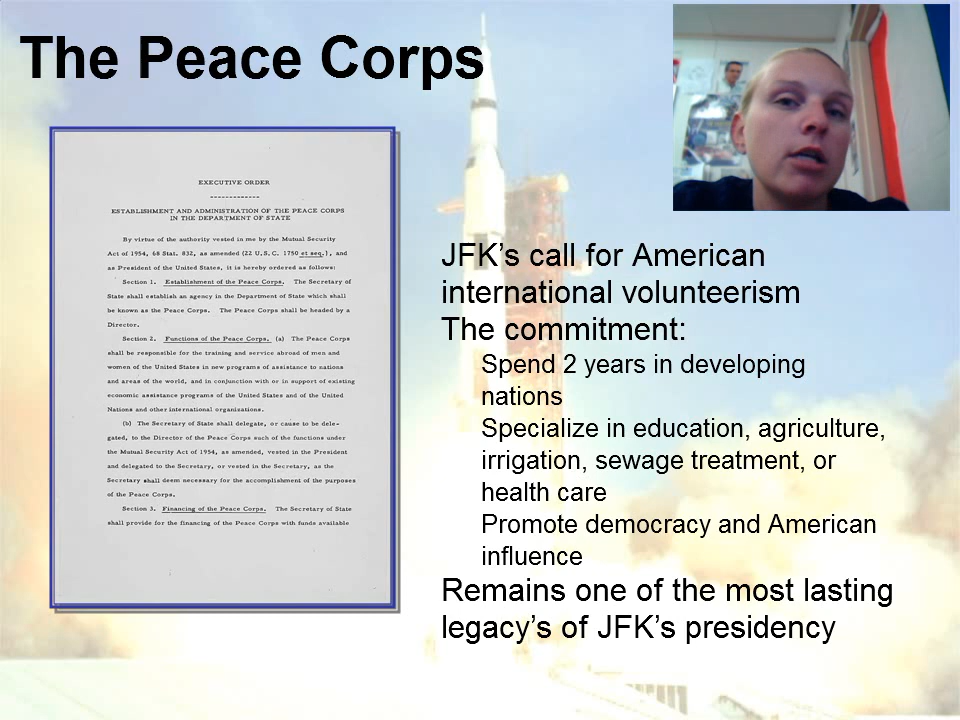 The Peace Corps
EXECUTIVE ORDER
-------------
ESTABLISHMENT AND ADMINISTRATION OF THE PEACE CORPS
IN THE DEPARTMENT OF STATE
By virtue of the authority vested in me by the Mutual Security
Act of 1954, 68 Stat. 832, as amended (22 U.S.C. 1750 et seq.), and
as President of the United States, it is hereby ordered as follows:
Section 1. Establishment of the Peace Corps. The Secretary of
State shall establish an agency in the Department of State which shall
be known as the Peace Corps. The Peace Corps shall be headed by a
Director.
Section 2. Functions of the Peace Corps. (a) The Peace Corps
shall be responsible for the training and service abroad of men and
women of the United States in new programs of assistance to nations
and areas of the world, and in conjunction with or in support of existing
economic assistance programs of the United States and of the United
Nations and other international organizations.
(b) The Secretary of State shall delegate, or cause to be dele-
gated, to the Director of the Peace Corps such of the functions under
the Mutual Security Act of 1954, as amended, vested in the President
and delegated to the Secretary, or vested in the Secretary, as the
Secretary shall deem necessary for the accomplishment of the purposes
of the Peace Corps.
Section 3. Financing of the Peace Corps. The Secretary of State
shall provide for the financing of the Peace Corps with funds available
JFK's call for American
international volunteerism
The commitment:
Spend 2 years in developing
nations
Specialize in education, agriculture,
irrigation, sewage treatment, or
health care
Promote democracy and American
influence
Remains one of the most lasting
legacy's of JFK's presidency